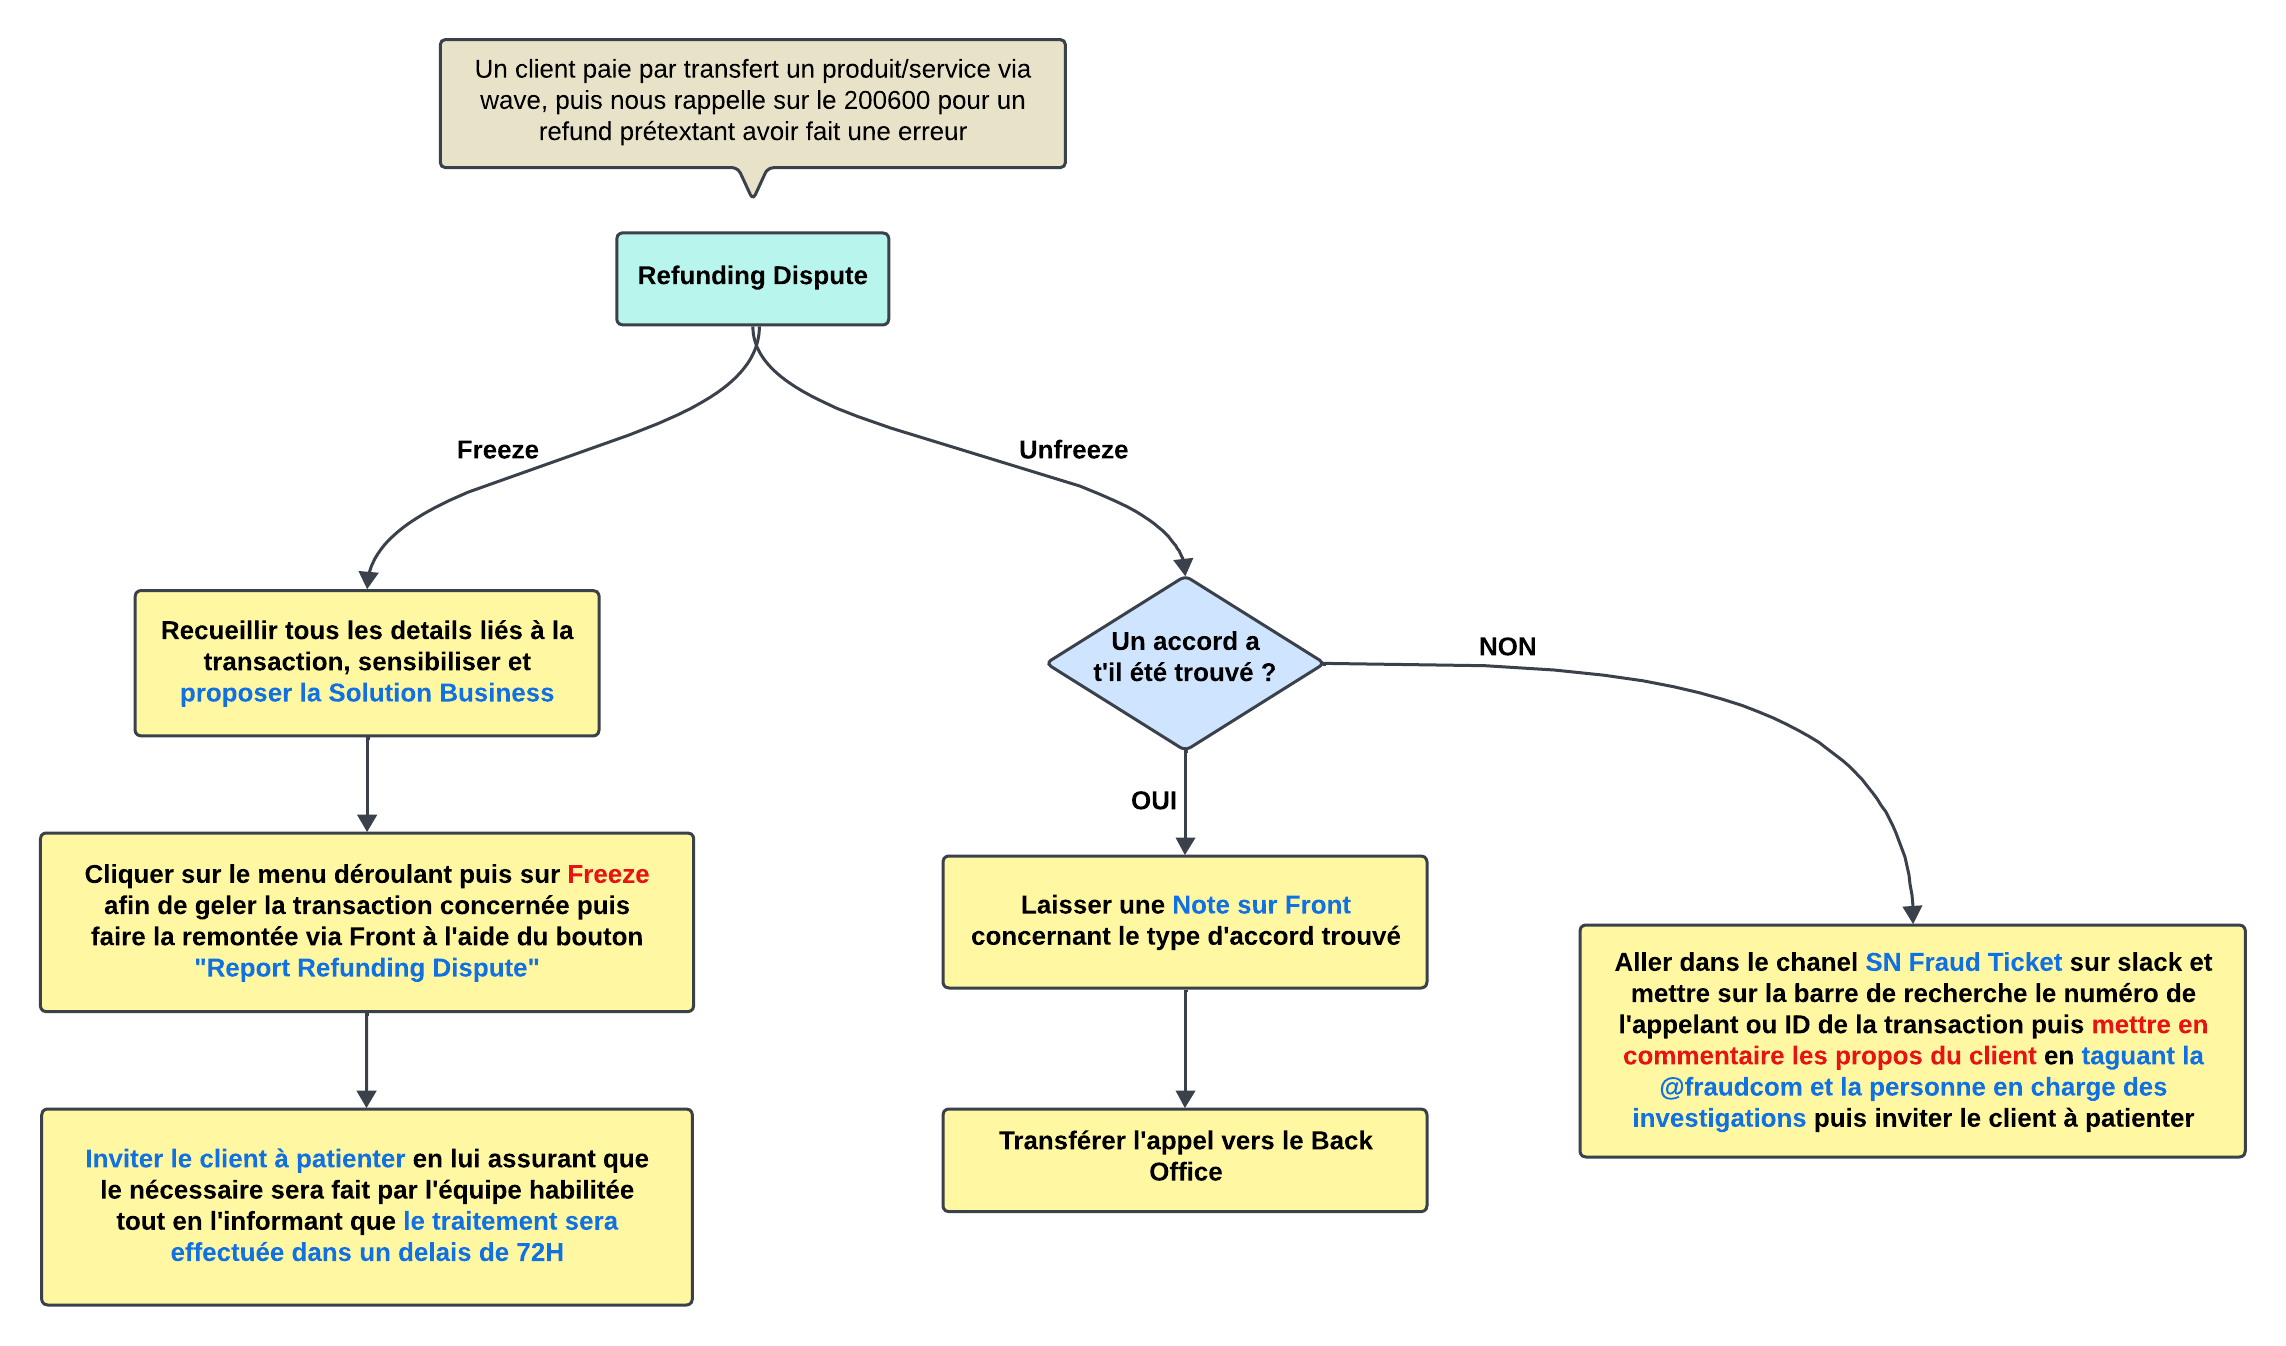 Un client paie par transfert un produit/service via
wave, puis nous rappelle sur le 200600 pour un
refund prétextant avoir fait une erreur
Refunding Dispute
Freeze
Unfreeze
Recueillir tous les details liés à la
transaction, sensibiliser et
proposer la Solution Business
Un accord a
t'il été trouvé ?
NON
OUI
Cliquer sur le menu déroulant puis sur Freeze
afin de geler la transaction concernée puis
faire la remontée via Front à l'aide du bouton
"Report Refunding Dispute"
Laisser une Note sur Front
concernant le type d'accord trouvé
Aller dans le chanel SN Fraud Ticket sur slack et
mettre sur la barre de recherche le numéro de
l'appelant ou ID de la transaction puis mettre en
commentaire les propos du client en taguant la
@fraudcom et la personne en charge des
investigations puis inviter le client à patienter
Inviter le client à patienter en lui assurant que
le nécessaire sera fait par l'équipe habilitée
tout en l'informant que le traitement sera
effectuée dans un delais de 72H
Transférer l'appel vers le Back
Office